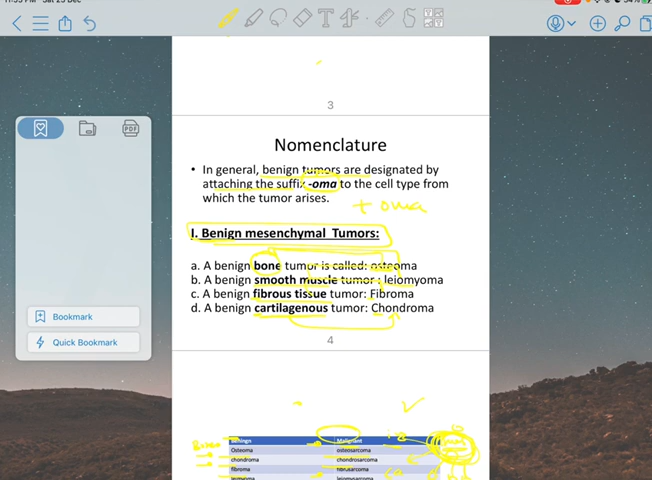 3
Nomenclature
• In general, benign tumors are designated by
attaching the suffix -oma to the cell type from
which the tumor arises.
+ oma
I. Benign mesenchymal Tumors:
a. A benign bone tumor is called: osteoma
b. A benign smooth muscle tumor : leiomyoma
c. A benign fibrous tissue tumor: Fibroma
d. A benign cartilagenous tumor: Chondroma
4
Bookmark
Quick Bookmark
Malignant
Osteoma osteosarcoma
chondroma chondrosarcoma
fibroma fibrosarcoma
leiomyosarcoma
PDF